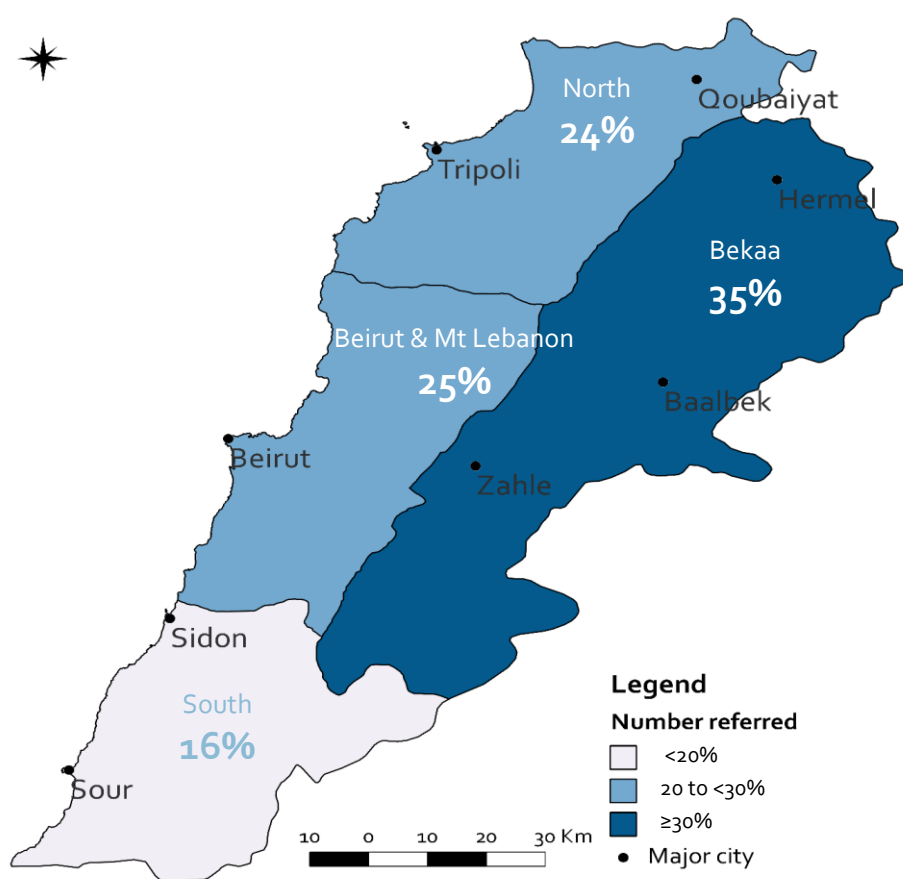 North
24%
Qoubaiyat
Tripoli
Hermel
Bekaa
35%
Beirut & Mt Lebanon
25%
Baalbek
Beirut
Zahle
Sidon
South
16%
Sour
Legend
Number referred
<20%
20 to <30%
≥30%
Major city
10 0 10 20 30 Km